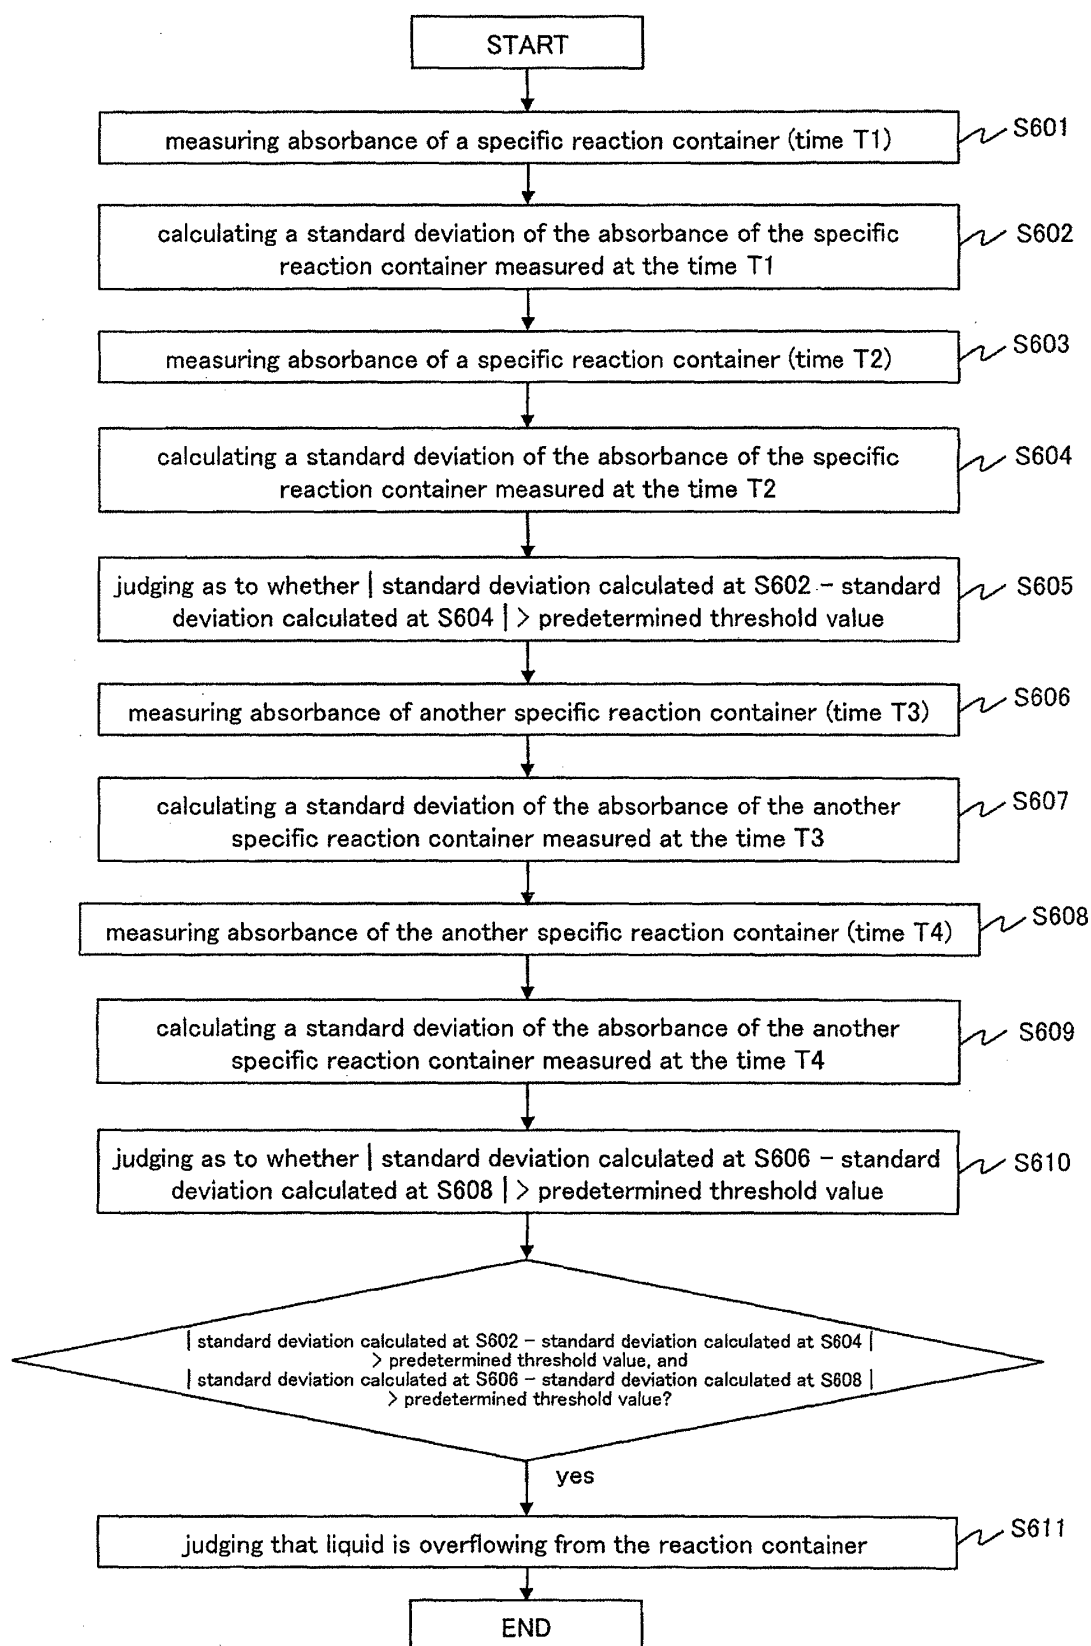 START
measuring absorbance of a specific reaction container (time T1)
S601
calculating a standard deviation of the absorbance of the specific
reaction container measured at the time T1
S602
measuring absorbance of a specific reaction container (time T2)
S603
calculating a standard deviation of the absorbance of the specific
reaction container measured at the time T2
S604
judging as to whether | standard deviation calculated at S602 – standard
deviation calculated at S604 | > predetermined threshold value
S605
measuring absorbance of another specific reaction container (time T3)
S606
calculating a standard deviation of the absorbance of the another
specific reaction container measured at the time T3
S607
measuring absorbance of the another specific reaction container (time T4)
S608
calculating a standard deviation of the absorbance of the another
specific reaction container measured at the time T4
S609
judging as to whether | standard deviation calculated at S606 – standard
deviation calculated at S608 | > predetermined threshold value
S610
| standard deviation calculated at S602 – standard deviation calculated at S604 |
> predetermined threshold value, and
| standard deviation calculated at S606 – standard deviation calculated at S608 |
> predetermined threshold value?
yes
judging that liquid is overflowing from the reaction container
S611
END